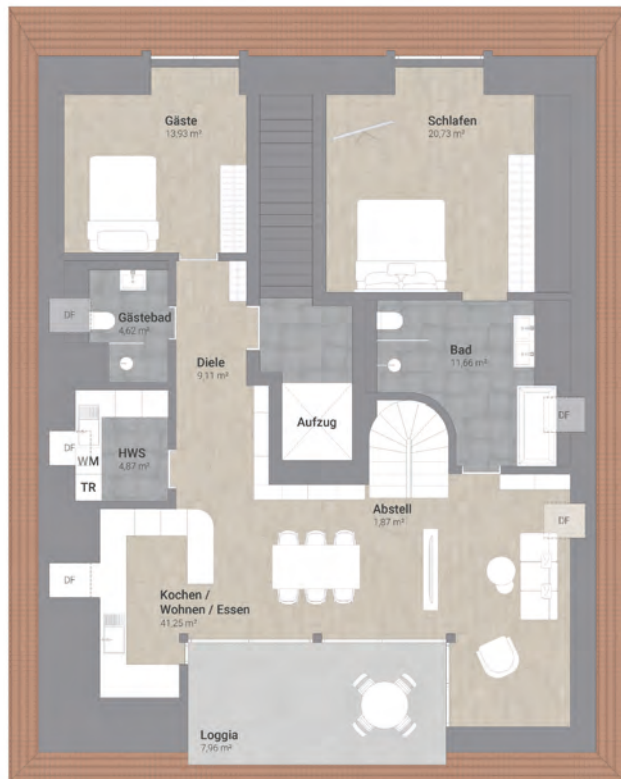 Gäste
13,93 m²
Schlafen
20,73 m²
DF
Gästebad
4,62 m²
Diele
9,11 m²
Bad
11,66 m²
Aufzug
DF
DF
WM
HWS
4,87 m²
TR
Abstell
1,87 m²
DF
DF
Kochen /
Wohnen / Essen
41,25 m²
Loggia
7,96 m²